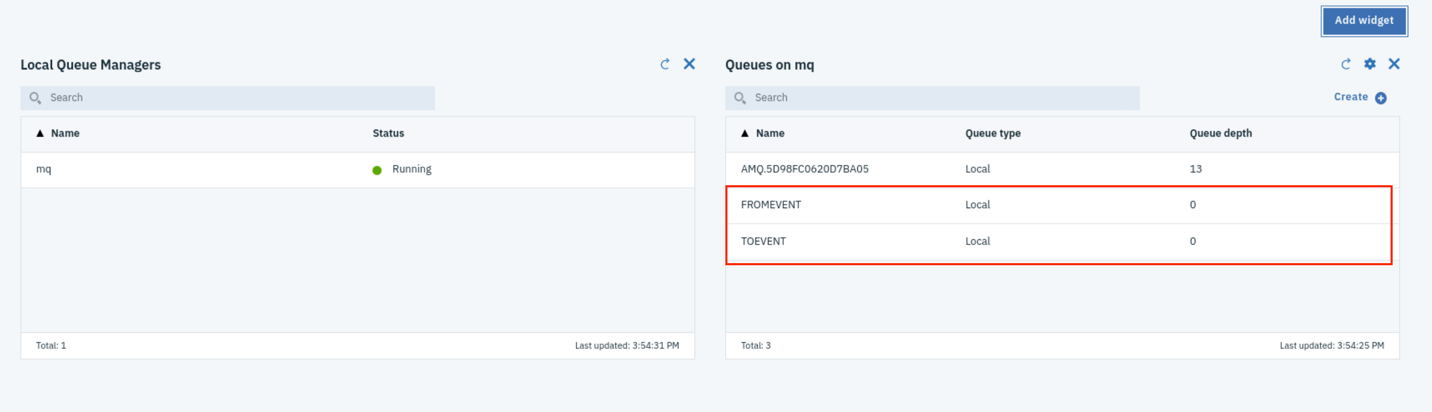 Add widget
Local Queue Managers
Search
Name Status
mq Running
Total: 1 Last updated: 3:54:31 PM
Queues on mq
Search Create
Name Queue type Queue depth
AMQ.5D98FC0620D7BA05 Local 13
FROMEVENT Local 0
TOEVENT Local 0
Total: 3 Last updated: 3:54:25 PM